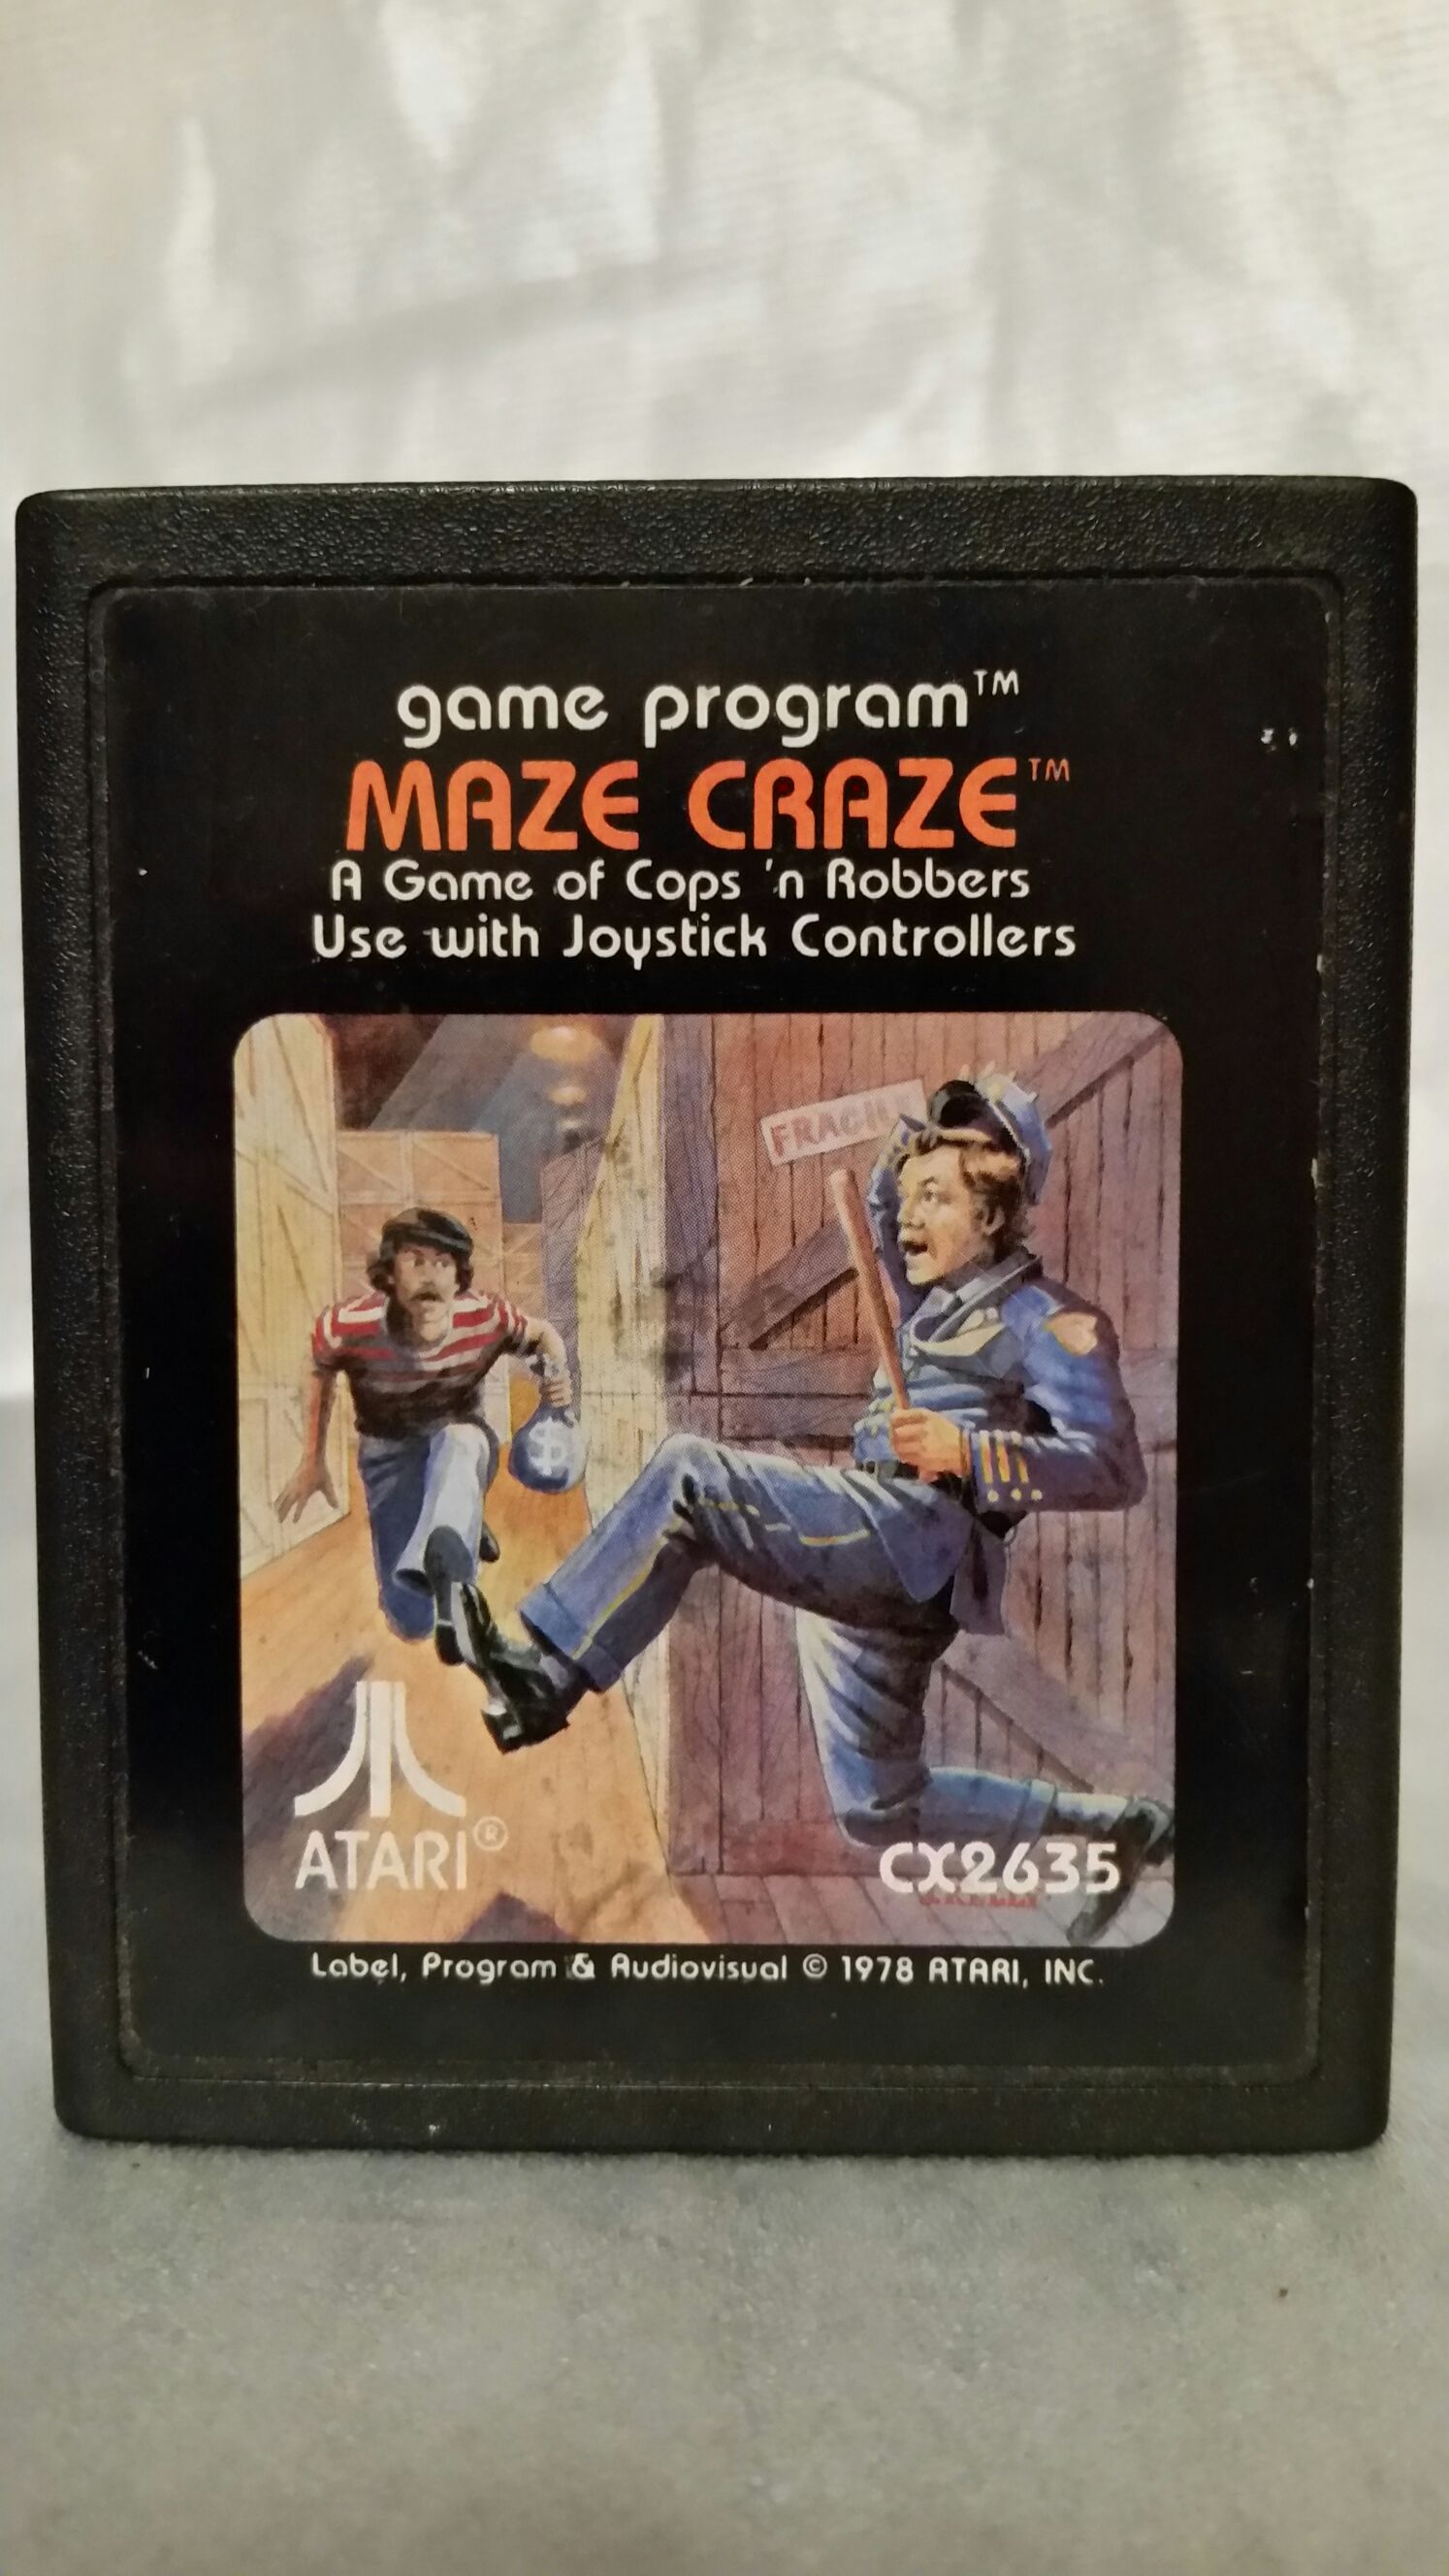 game program™
MAZE CRAZE™
A Game of Cops 'n Robbers
Use with Joystick Controllers
FRAGIL
$
ATARI®
CX2635
Label, Program & Audiovisual © 1978 ATARI, INC.